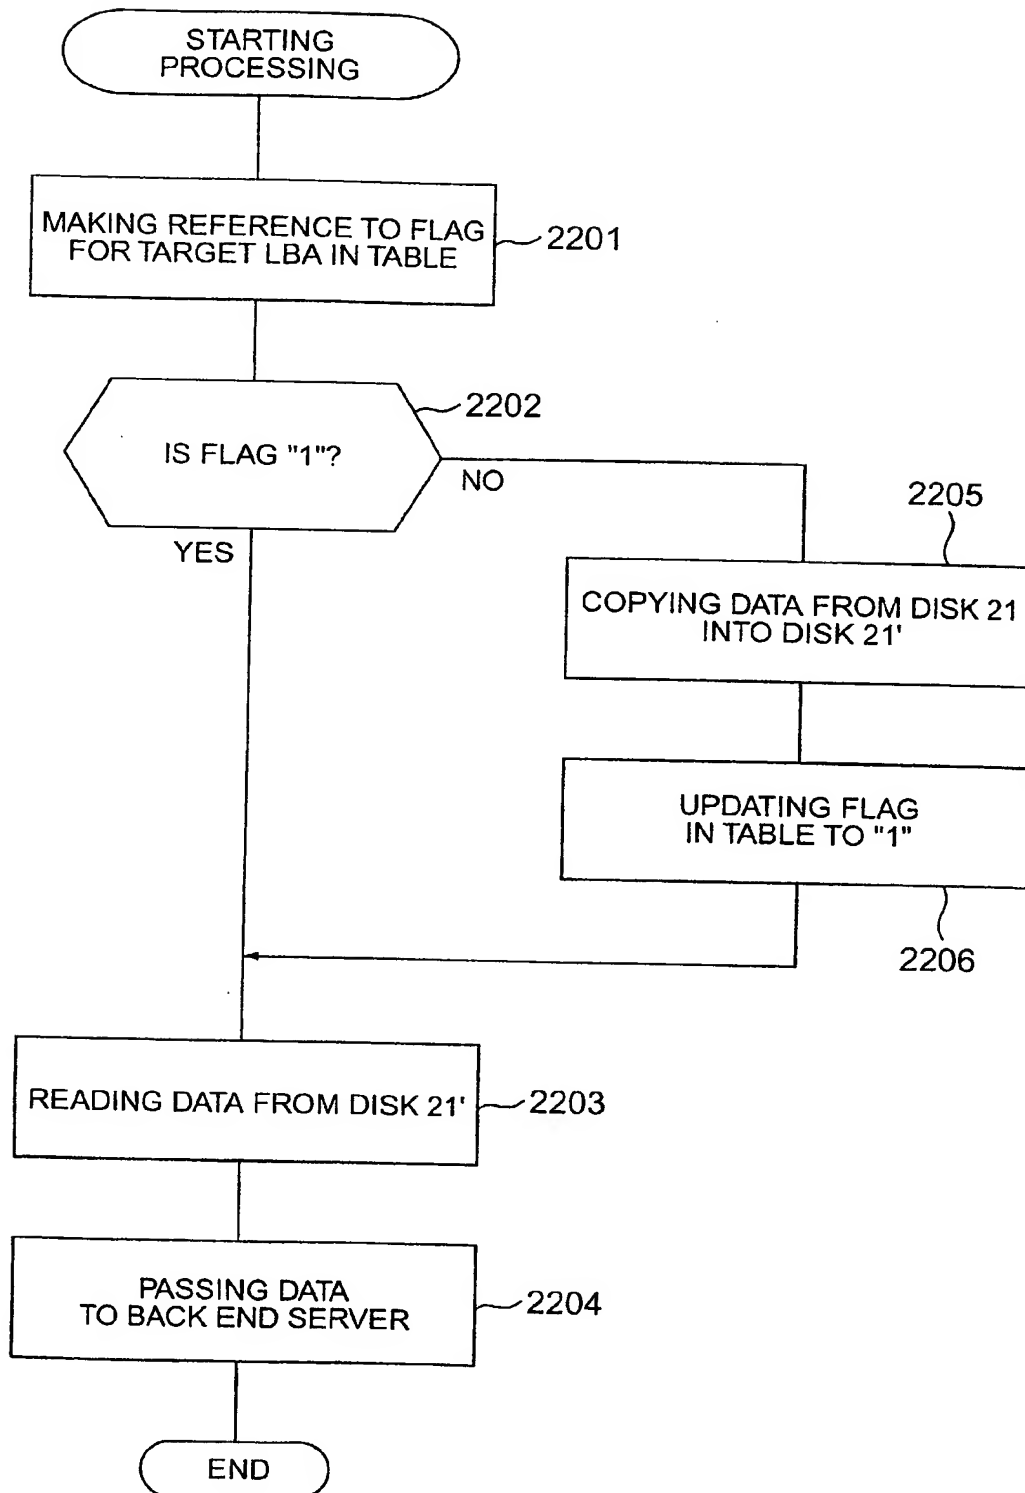 STARTING
PROCESSING
MAKING REFERENCE TO FLAG
FOR TARGET LBA IN TABLE
2201
IS FLAG "1"?
2202
NO
YES
2205
COPYING DATA FROM DISK 21
INTO DISK 21'
UPDATING FLAG
IN TABLE TO "1"
2206
READING DATA FROM DISK 21'
2203
PASSING DATA
TO BACK END SERVER
2204
END